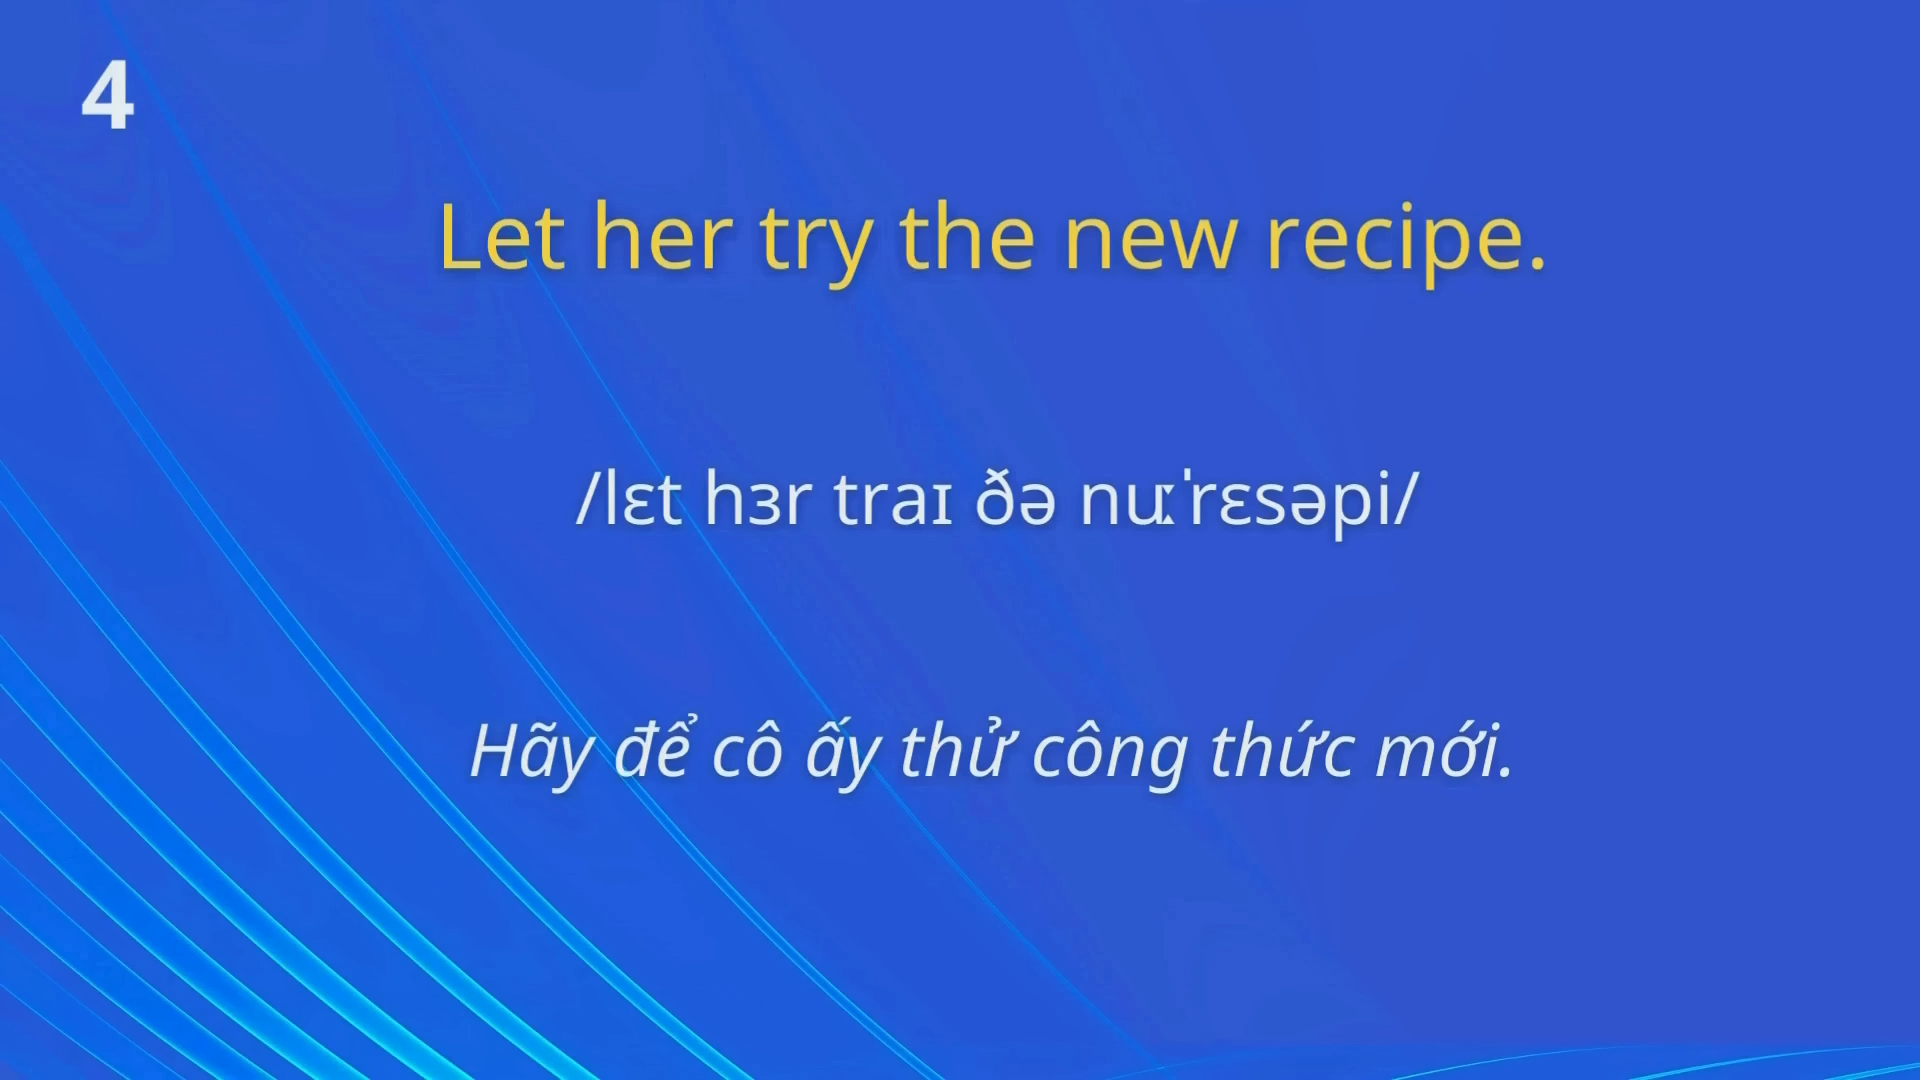 4
Let her try the new recipe.
/lɛt hɜr traɪ ðə nuːˈrɛsəpi/
Hãy để cô ấy thử công thức mới.